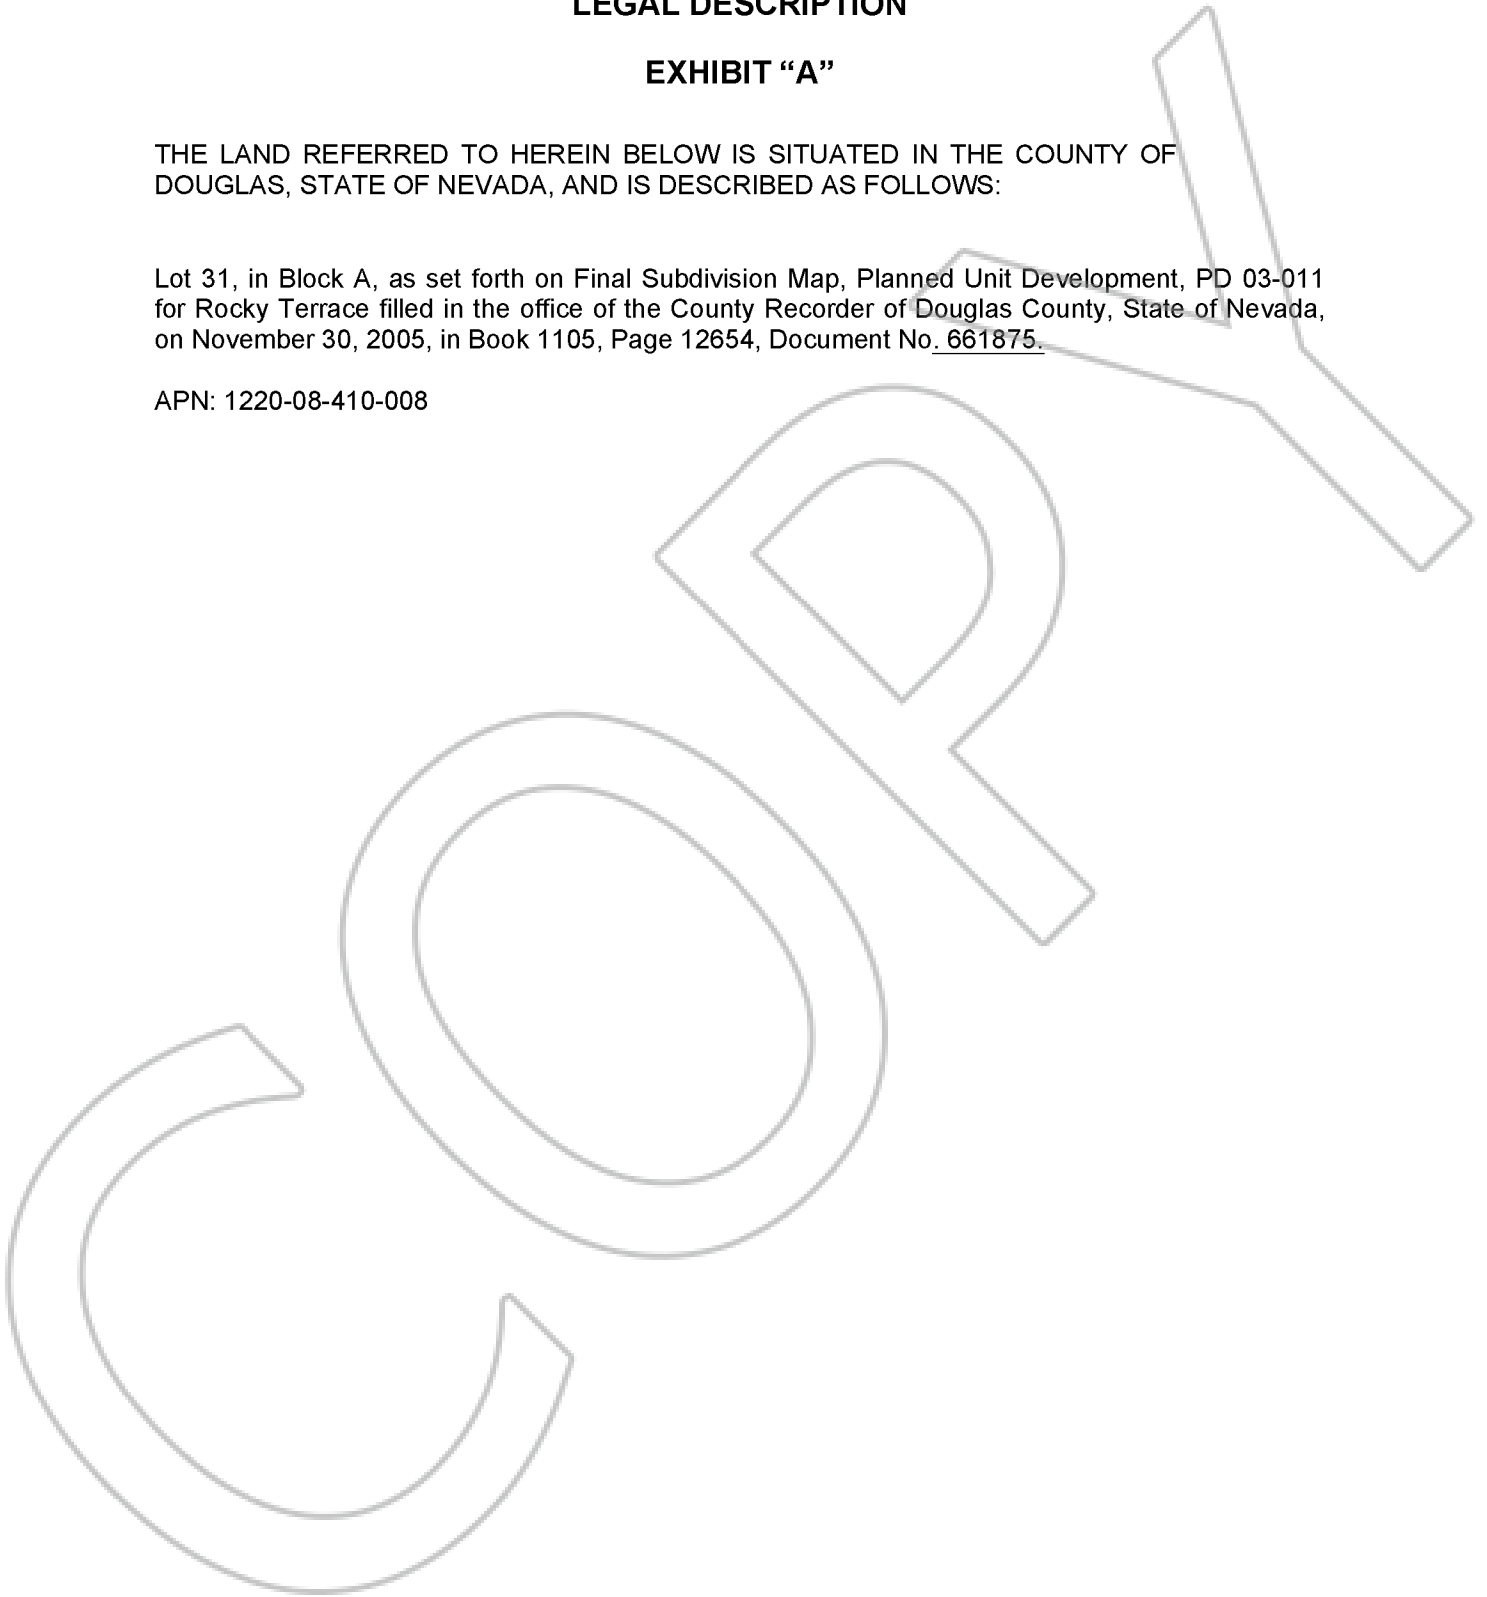 LEGAL DESCRIPTION
EXHIBIT “A”
THE LAND REFERRED TO HEREIN BELOW IS SITUATED IN THE COUNTY OF
DOUGLAS, STATE OF NEVADA, AND IS DESCRIBED AS FOLLOWS:
Lot 31, in Block A, as set forth on Final Subdivision Map, Planned Unit Development, PD 03-011
for Rocky Terrace filled in the office of the County Recorder of Douglas County, State of Nevada,
on November 30, 2005, in Book 1105, Page 12654, Document No. 661875.
APN: 1220-08-410-008
COPY